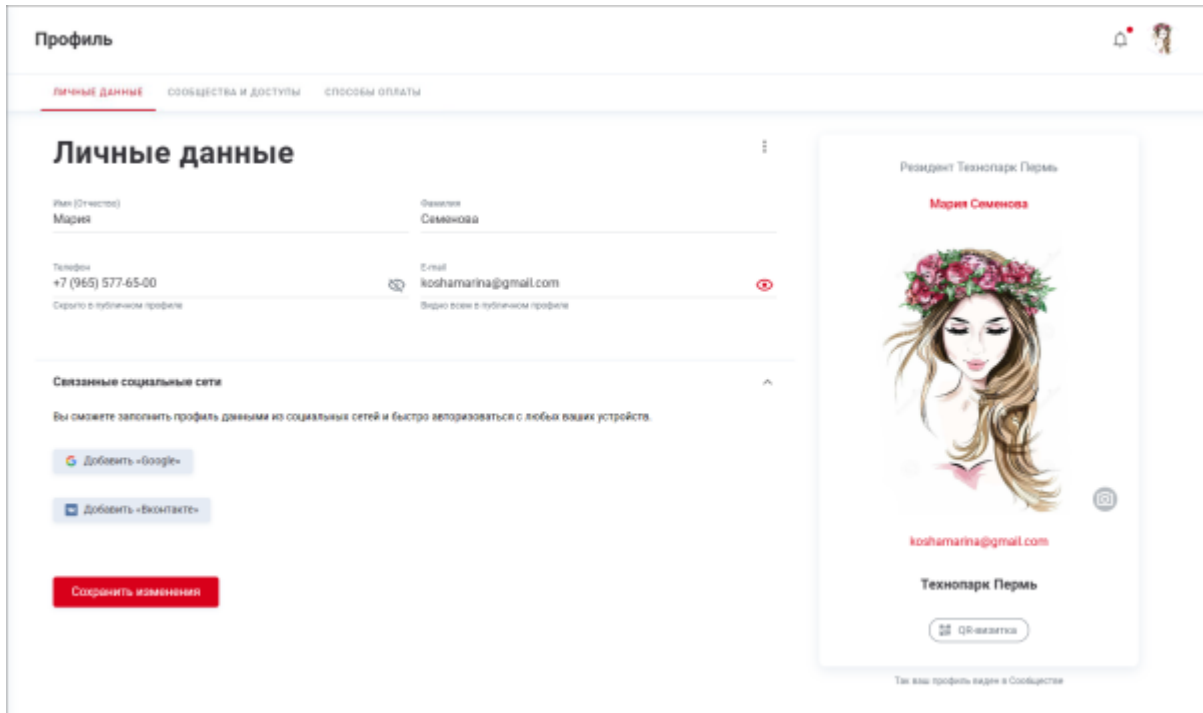 Профиль
ЛИЧНЫЕ ДАННЫЕ СООБЩЕСТВА И ДОСТУПЫ СПОСОБЫ ОПЛАТЫ
Личные данные
Имя (Отчество) Фамилия
Мария Семенова
Телефон E-mail
+7 (965) 577-65-00 koshamarina@gmail.com
Скрыто в публичном профиле Видно всем в публичном профиле
Связанные социальные сети
Вы сможете заполнить профиль данными из социальных сетей и быстро авторизоваться с любых ваших устройств.
Добавить «Google»
Добавить «Вконтакте»
Сохранить изменения
Резидент Технопарк Пермь
Мария Семенова
koshamarina@gmail.com
Технопарк Пермь
QR-визитка
Так ваш профиль виден в Сообществе